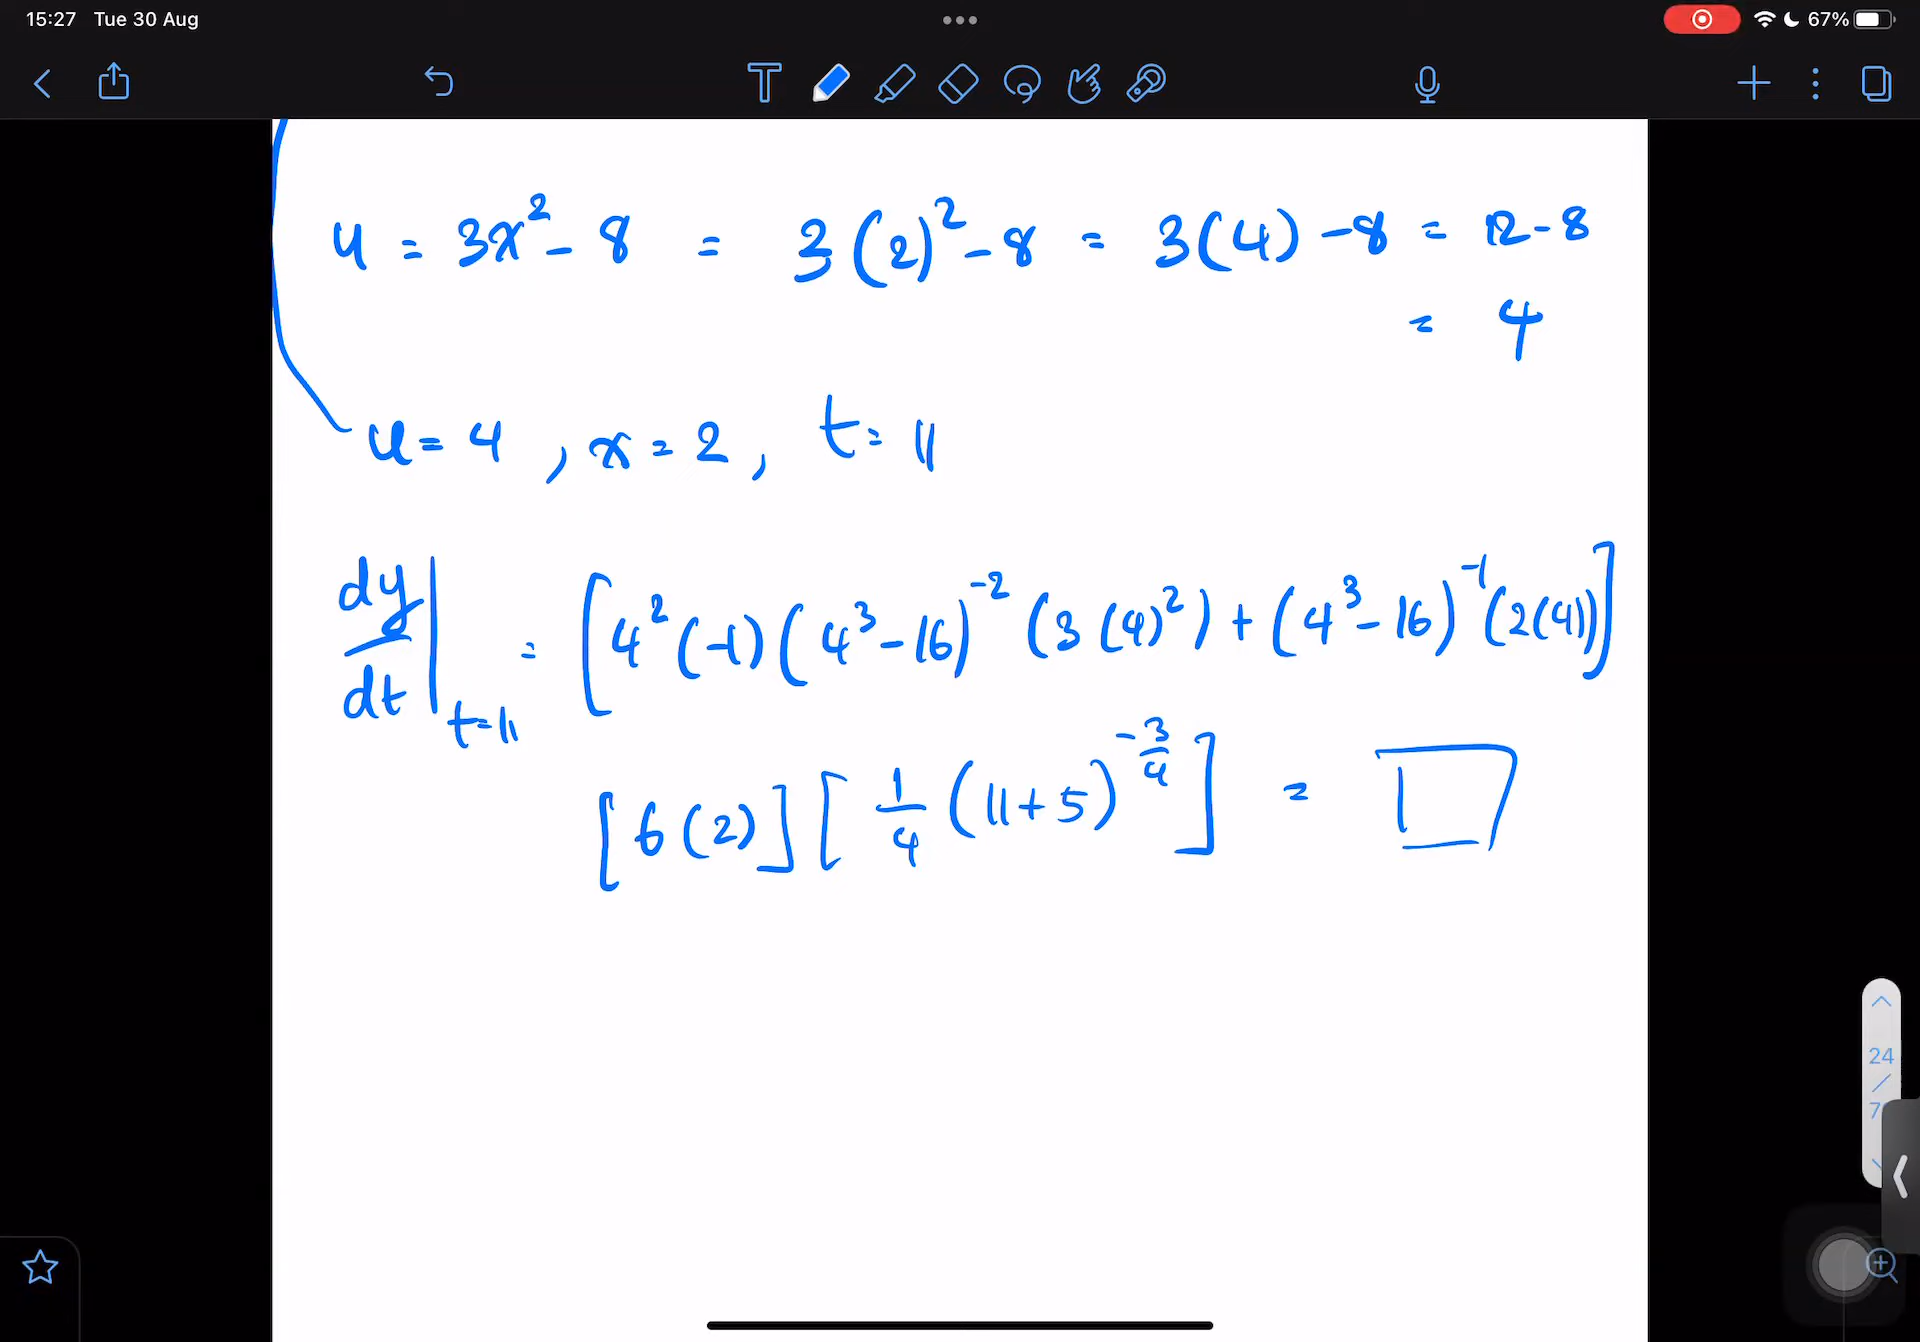 15:27 Tue 30 Aug 67%
T
u = 3x² - 8 = 3(2)² - 8 = 3(4) - 8 = 12 - 8
= 4
u = 4 , x = 2 , t = 11
dy/dt |t=11 = [4²(-1)(4³-16)⁻²(3(4)²) + (4³-16)⁻¹(2(4))]
[6(2)][1/4 (11+5)^(-3/4)] = □
24
/